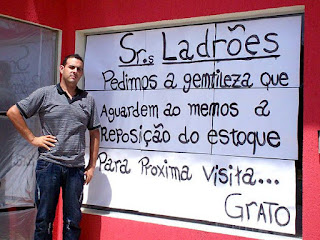 Sr.s Ladrões
Pedimos a gentileza que
Aguardem ao menos a
Reposição do estoque
Para Proxima visita...
Grato